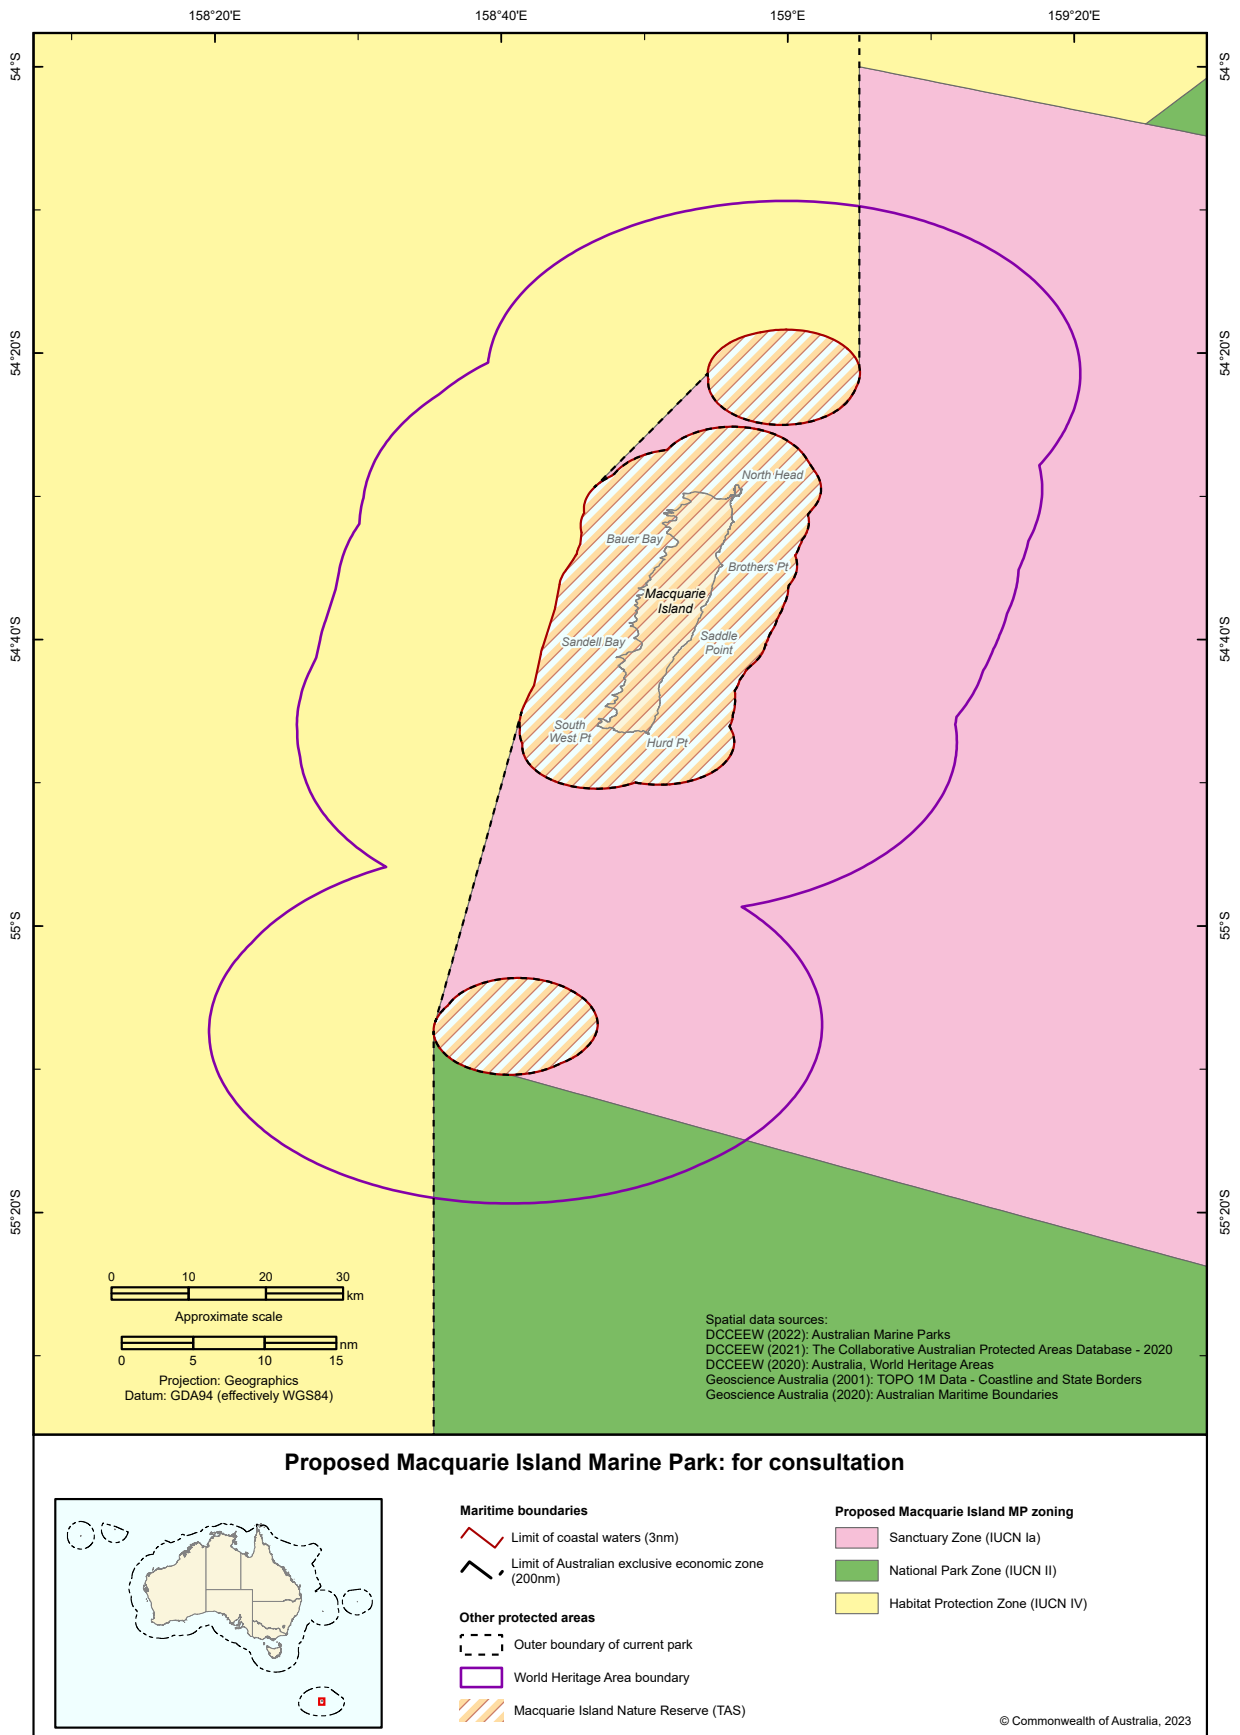 158°20'E 158°40'E 159°E 159°20'E
54°S 54°S
54°20'S 54°20'S
North Head
Bauer Bay
Brothers Pt
Macquarie
Island
54°40'S 54°40'S
Sandell Bay
Saddle
Point
South
West Pt
Hurd Pt
55°S 55°S
55°20'S 55°20'S
0 10 20 30
km
Approximate scale
nm
0 5 10 15
Projection: Geographics
Datum: GDA94 (effectively WGS84)
Spatial data sources:
DCCEEW (2022): Australian Marine Parks
DCCEEW (2021): The Collaborative Australian Protected Areas Database - 2020
DCCEEW (2020): Australia, World Heritage Areas
Geoscience Australia (2001): TOPO 1M Data - Coastline and State Borders
Geoscience Australia (2020): Australian Maritime Boundaries
Proposed Macquarie Island Marine Park: for consultation
Maritime boundaries
Limit of coastal waters (3nm)
Limit of Australian exclusive economic zone
(200nm)
Other protected areas
Outer boundary of current park
World Heritage Area boundary
Macquarie Island Nature Reserve (TAS)
Proposed Macquarie Island MP zoning
Sanctuary Zone (IUCN Ia)
National Park Zone (IUCN II)
Habitat Protection Zone (IUCN IV)
© Commonwealth of Australia, 2023